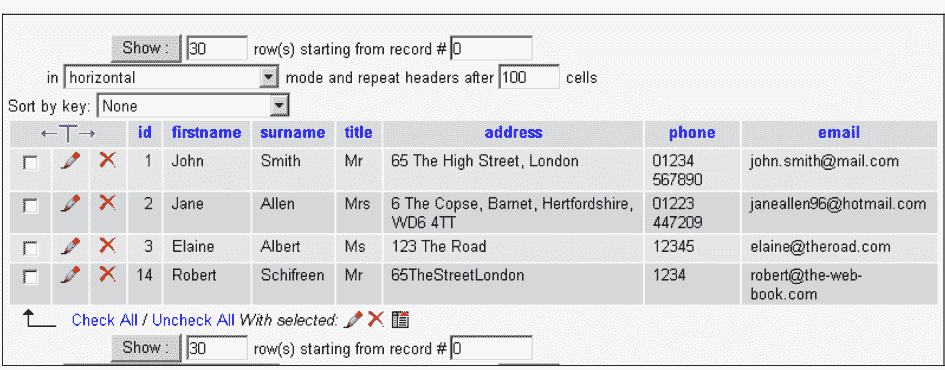 Show : 30 row(s) starting from record # 0
in horizontal mode and repeat headers after 100 cells
Sort by key: None
←T→ id firstname surname title address phone email
1 John Smith Mr 65 The High Street, London 01234 567890 john.smith@mail.com
2 Jane Allen Mrs 6 The Copse, Barnet, Hertfordshire, WD6 4TT 01223 447209 janeallen96@hotmail.com
3 Elaine Albert Ms 123 The Road 12345 elaine@theroad.com
14 Robert Schifreen Mr 65TheStreetLondon 1234 robert@the-web-book.com
Check All / Uncheck All With selected:
Show : 30 row(s) starting from record # 0